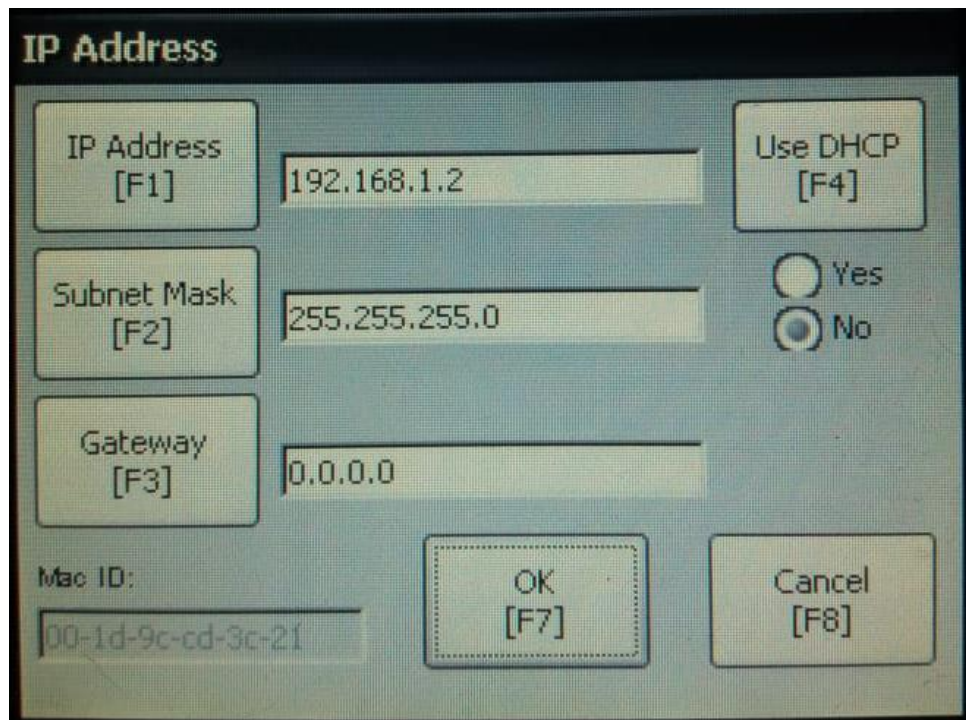 IP Address
IP Address
[F1]
192.168.1.2
Use DHCP
[F4]
Yes
No
Subnet Mask
[F2]
255.255.255.0
Gateway
[F3]
0.0.0.0
Mac ID:
00-1d-9c-cd-3c-21
OK
[F7]
Cancel
[F8]